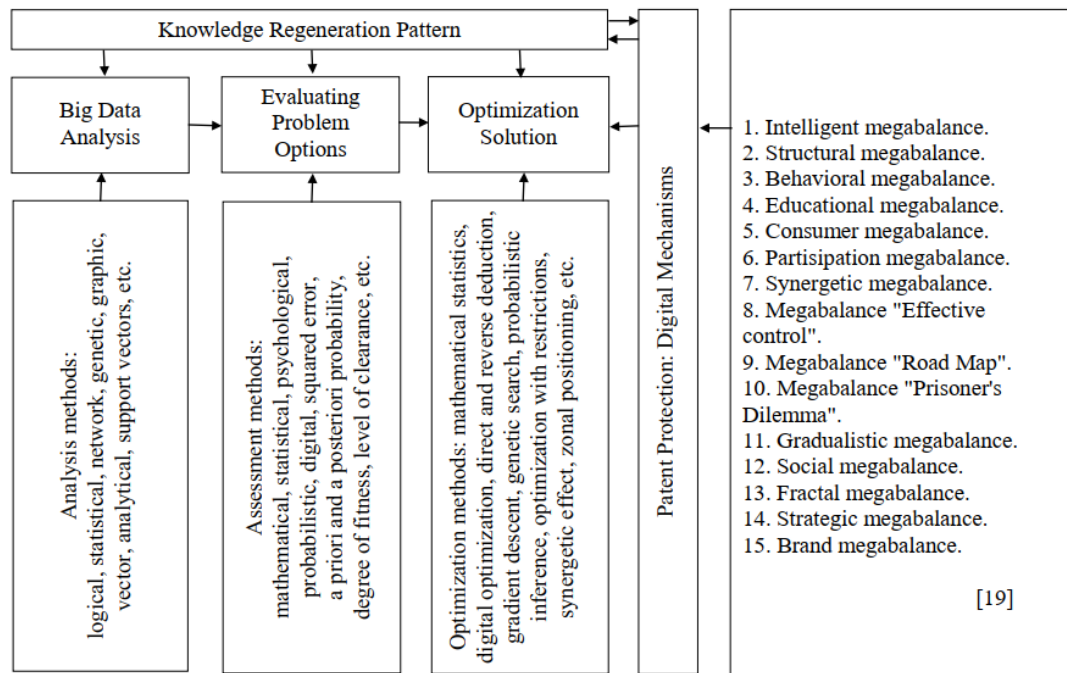 Knowledge Regeneration Pattern
Big Data
Analysis
Evaluating
Problem
Options
Optimization
Solution
Analysis methods:
logical, statistical, network, genetic, graphic,
vector, analytical, support vectors, etc.
Assessment methods:
mathematical, statistical, psychological,
probabilistic, digital, squared error,
a priori and a posteriori probability,
degree of fitness, level of clearance, etc.
Optimization methods: mathematical statistics,
digital optimization, direct and reverse deduction,
gradient descent, genetic search, probabilistic
inference, optimization with restrictions,
synergetic effect, zonal positioning, etc.
Patent Protection: Digital Mechanisms
1. Intelligent megabalance.
2. Structural megabalance.
3. Behavioral megabalance.
4. Educational megabalance.
5. Consumer megabalance.
6. Partisipation megabalance.
7. Synergetic megabalance.
8. Megabalance "Effective
control".
9. Megabalance "Road Map".
10. Megabalance "Prisoner's
Dilemma".
11. Gradualistic megabalance.
12. Social megabalance.
13. Fractal megabalance.
14. Strategic megabalance.
15. Brand megabalance.
[19]